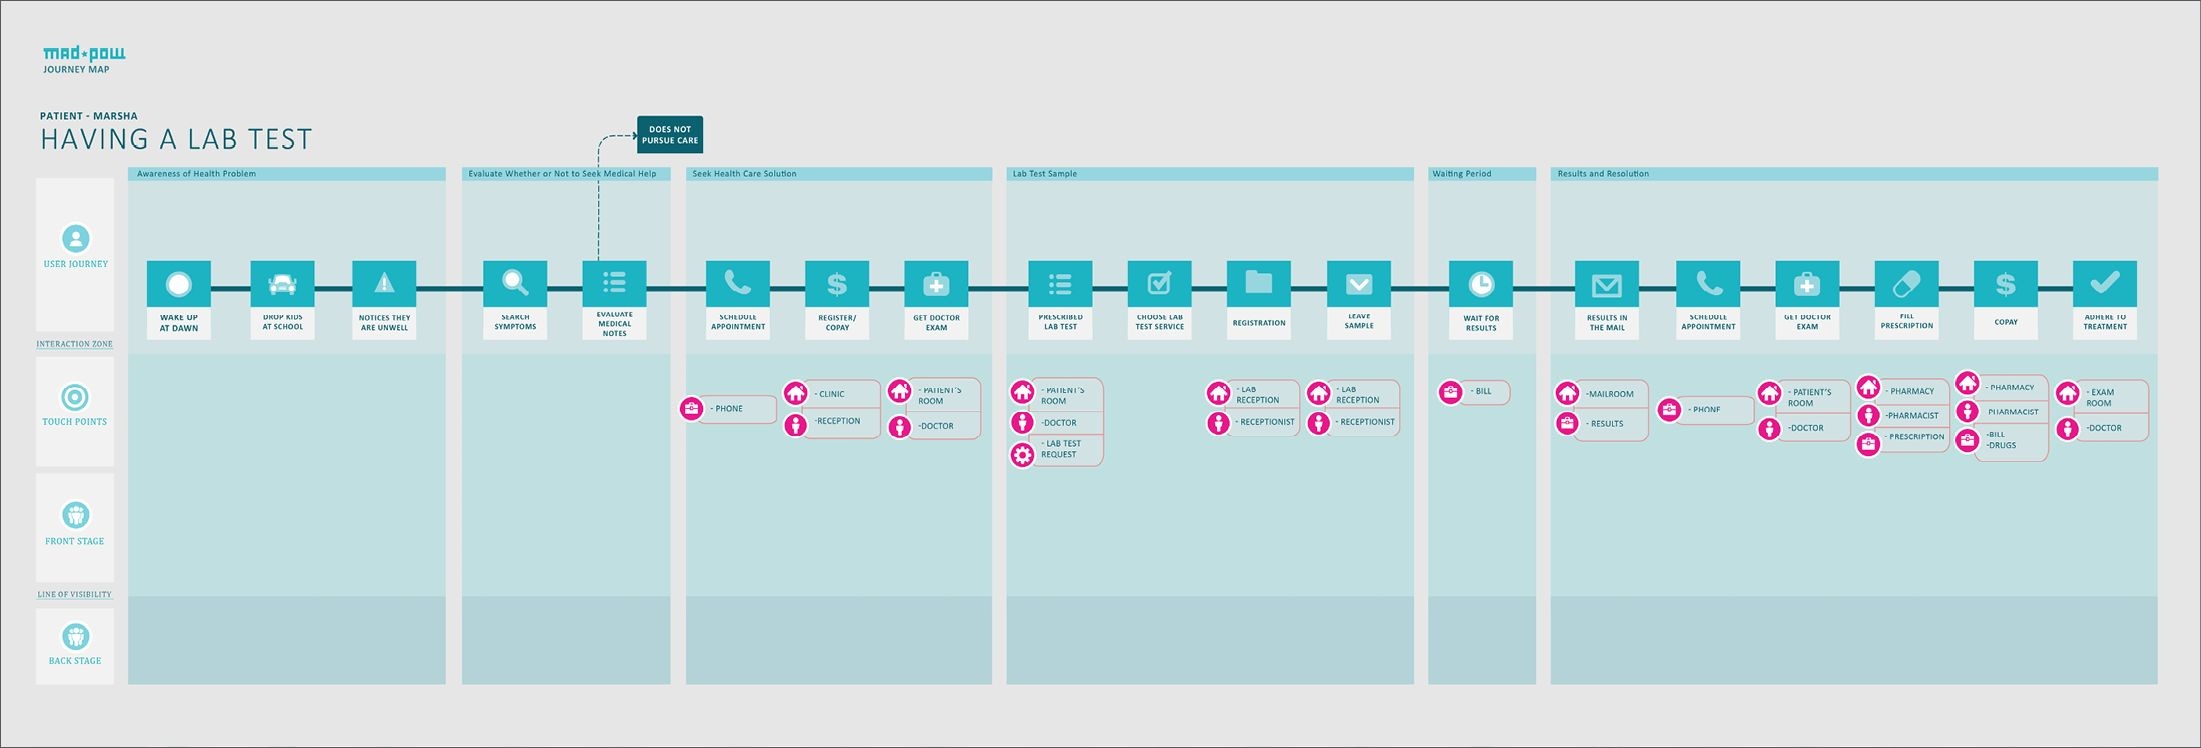 mad★pow
JOURNEY MAP
PATIENT - MARSHA
HAVING A LAB TEST
DOES NOT
PURSUE CARE
Awareness of Health Problem
Evaluate Whether or Not to Seek Medical Help
Seek Health Care Solution
Lab Test Sample
Waiting Period
Results and Resolution
USER JOURNEY
WAKE UP
AT DAWN
DROP KIDS
AT SCHOOL
NOTICES THEY
ARE UNWELL
SEARCH
SYMPTOMS
EVALUATE
MEDICAL
NOTES
SCHEDULE
APPOINTMENT
REGISTER/
COPAY
GET DOCTOR
EXAM
PRESCRIBED
LAB TEST
CHOOSE LAB
TEST SERVICE
REGISTRATION
LEAVE
SAMPLE
WAIT FOR
RESULTS
RESULTS IN
THE MAIL
SCHEDULE
APPOINTMENT
GET DOCTOR
EXAM
FILL
PRESCRIPTION
COPAY
ADHERE TO
TREATMENT
INTERACTION ZONE
TOUCH POINTS
- PHONE
- CLINIC
-RECEPTION
- PATIENT'S
ROOM
-DOCTOR
- PATIENT'S
ROOM
-DOCTOR
- LAB TEST
REQUEST
- LAB
RECEPTION
- RECEPTIONIST
- LAB
RECEPTION
- RECEPTIONIST
- BILL
-MAILROOM
- RESULTS
- PHONE
- PATIENT'S
ROOM
-DOCTOR
- PHARMACY
-PHARMACIST
- PRESCRIPTION
- PHARMACY
PHARMACIST
-BILL
-DRUGS
- EXAM
ROOM
-DOCTOR
FRONT STAGE
LINE OF VISIBILITY
BACK STAGE